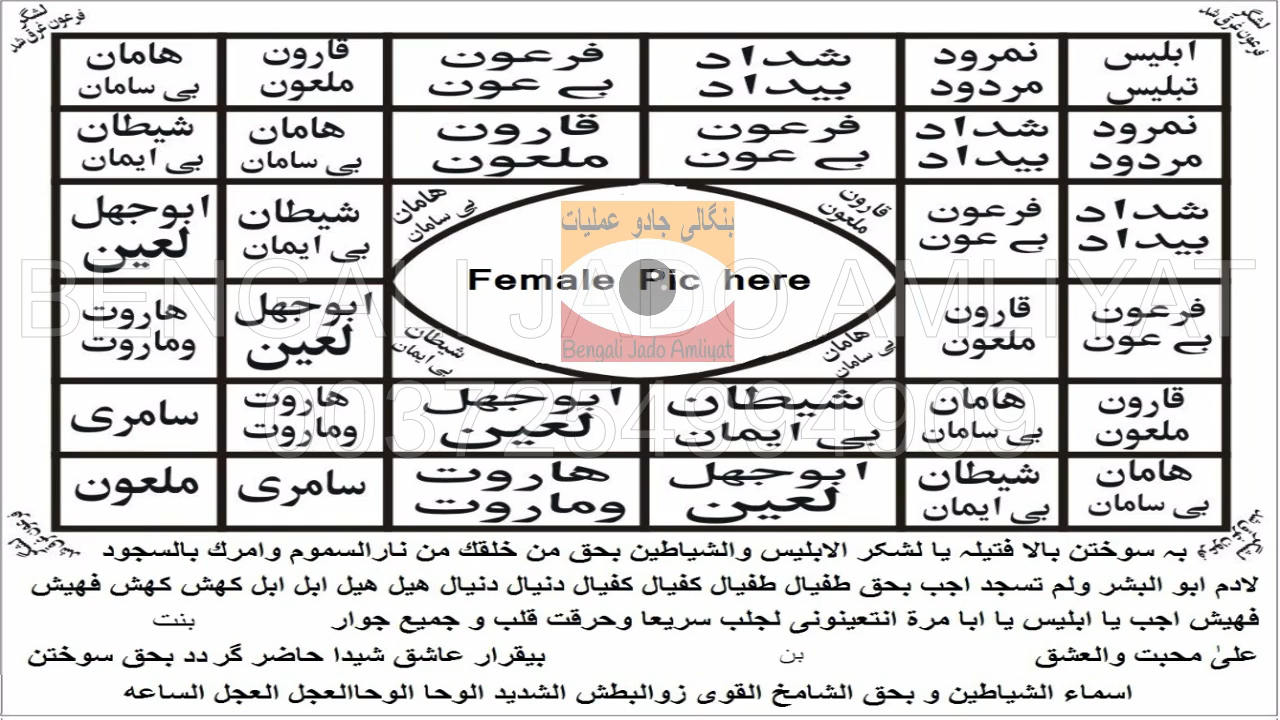 لشگر فرعون غرق شد
لشگر فرعون غرق شد
ابلیس تبلیس
نمرود مردود
شداد بیداد
فرعون بے عون
قارون ملعون
هامان بی سامان
نمرود مردود
شداد بیداد
فرعون بے عون
قارون ملعون
هامان بی سامان
شیطان بی ایمان
شداد بیداد
فرعون بے عون
قارون ملعون
هامان بی سامان
شیطان بی ایمان
ابوجهل لعین
بنگالی جادو عملیات
Female Pic here
Bengali Jado Amliyat
BENGALI JADO AMLIYAT
فرعون بے عون
قارون ملعون
هامان بی سامان
شیطان بی ایمان
ابوجهل لعین
هاروت وماروت
0037254994909
قارون ملعون
هامان بی سامان
شیطان بی ایمان
ابوجهل لعین
هاروت وماروت
سامری
هامان بی سامان
شیطان بی ایمان
ابوجهل لعین
هاروت وماروت
سامری
ملعون
به سوختن بالا فتیله یا لشکر الابلیس والشیاطین بحق من خلقك من نارالسموم وامرك بالسجود
لادم ابو البشر ولم تسجد اجب بحق طفیال طفیال کفیال کفیال دنیال دنیال هیل هیل ابل ابل کهش کهش فهیش
فهیش اجب یا ابلیس یا ابا مرة انتعینونی لجلب سریعا وحرقت قلب و جمیع جوار بنت
علیٰ محبت والعشق بن بیقرار عاشق شیدا حاضر گردد بحق سوختن
اسماء الشیاطین و بحق الشامخ القوی زوالبطش الشدید الوحا الوحاالعجل العجل الساعه